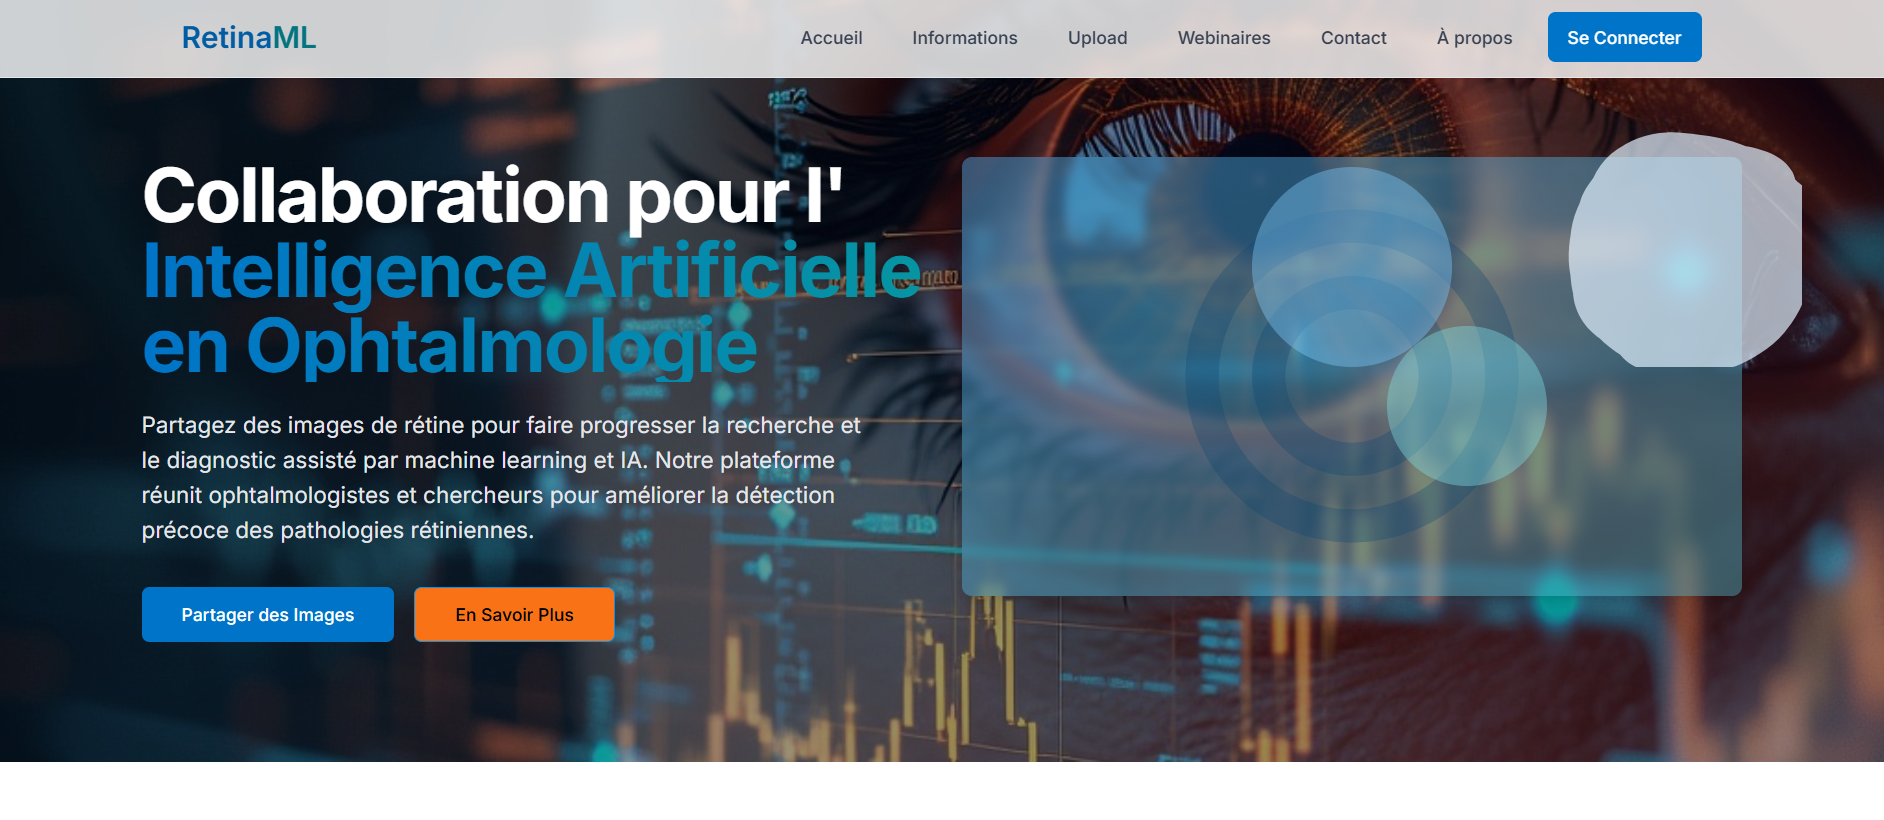 RetinaML
Accueil
Informations
Upload
Webinaires
Contact
À propos
Se Connecter
Collaboration pour l'
Intelligence Artificielle
en Ophtalmologie
Partagez des images de rétine pour faire progresser la recherche et
le diagnostic assisté par machine learning et IA. Notre plateforme
réunit ophtalmologistes et chercheurs pour améliorer la détection
précoce des pathologies rétiniennes.
Partager des Images
En Savoir Plus